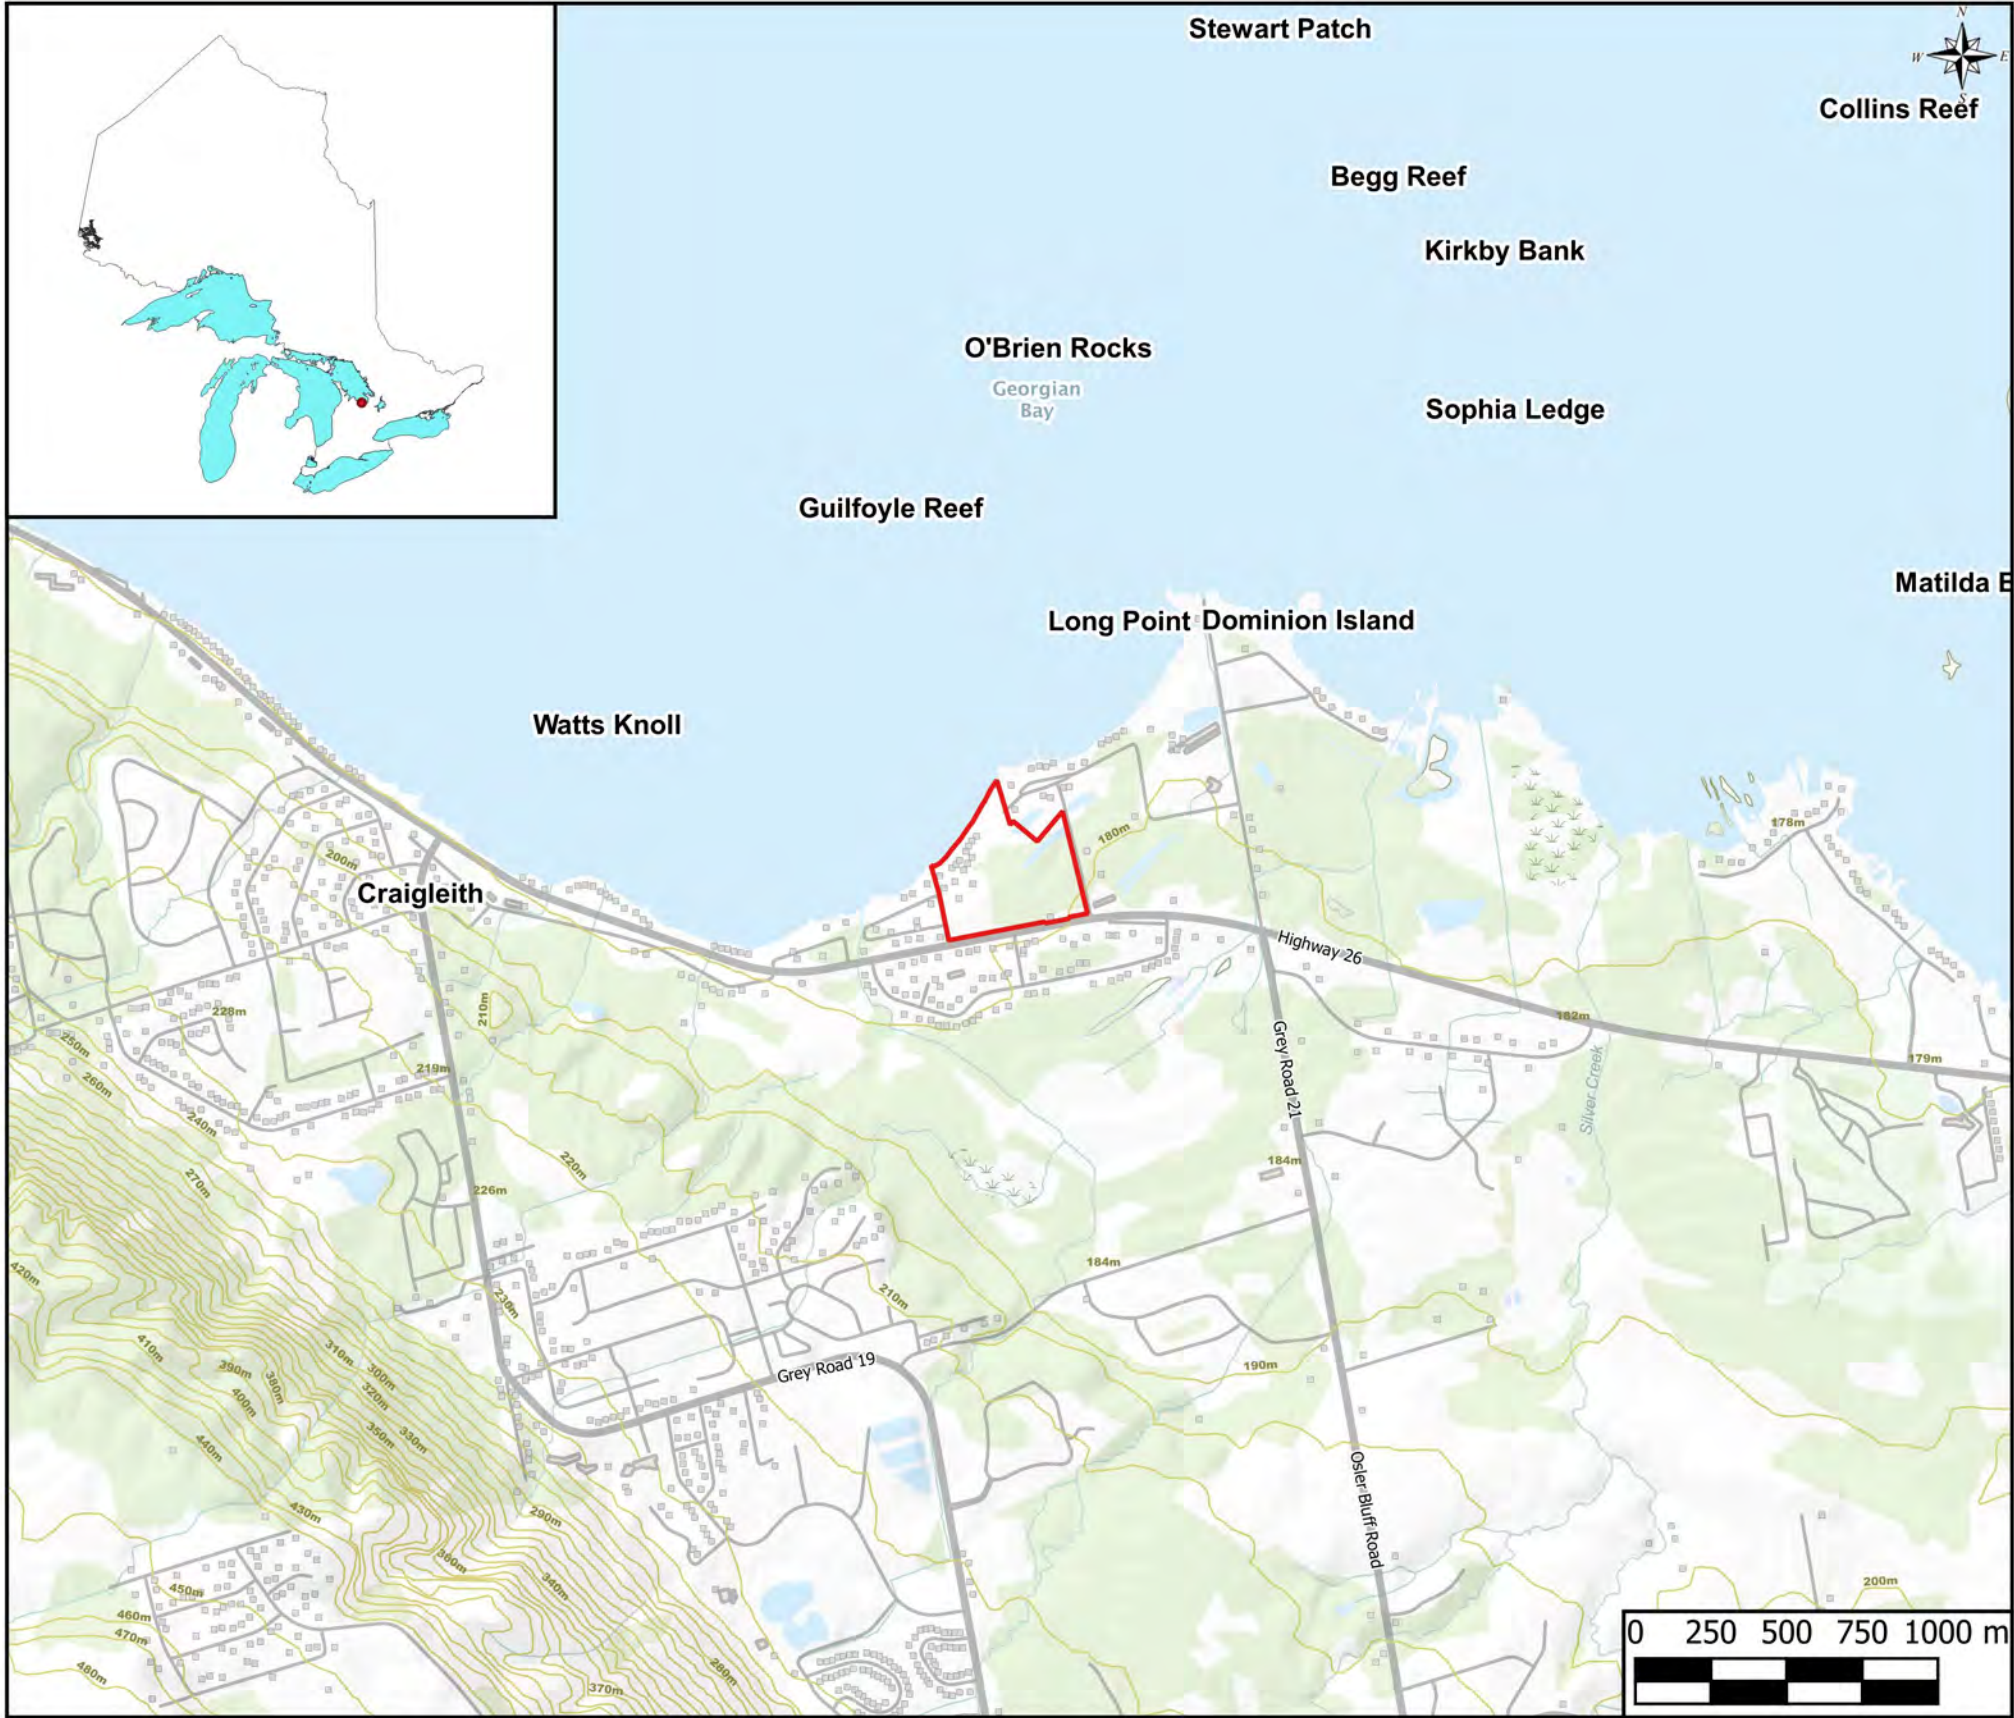 Stewart Patch
N
W
E
S
Collins Reef
Begg Reef
Kirkby Bank
O'Brien Rocks
Georgian
Bay
Sophia Ledge
Guilfoyle Reef
Matilda B
Long Point
Dominion Island
Watts Knoll
180m
178m
200m
Craigleith
Highway 26
228m
210m
182m
250m
219m
179m
260m
240m
Grey Road 21
Silver Creek
220m
270m
184m
226m
184m
420m
210m
230m
410m
310m
390m
300m
380m
Grey Road 19
190m
320m
400m
330m
350m
440m
Osler Bluff Road
430m
290m
360m
340m
450m
200m
460m
470m
480m
280m
370m
0 250 500 750 1000 m